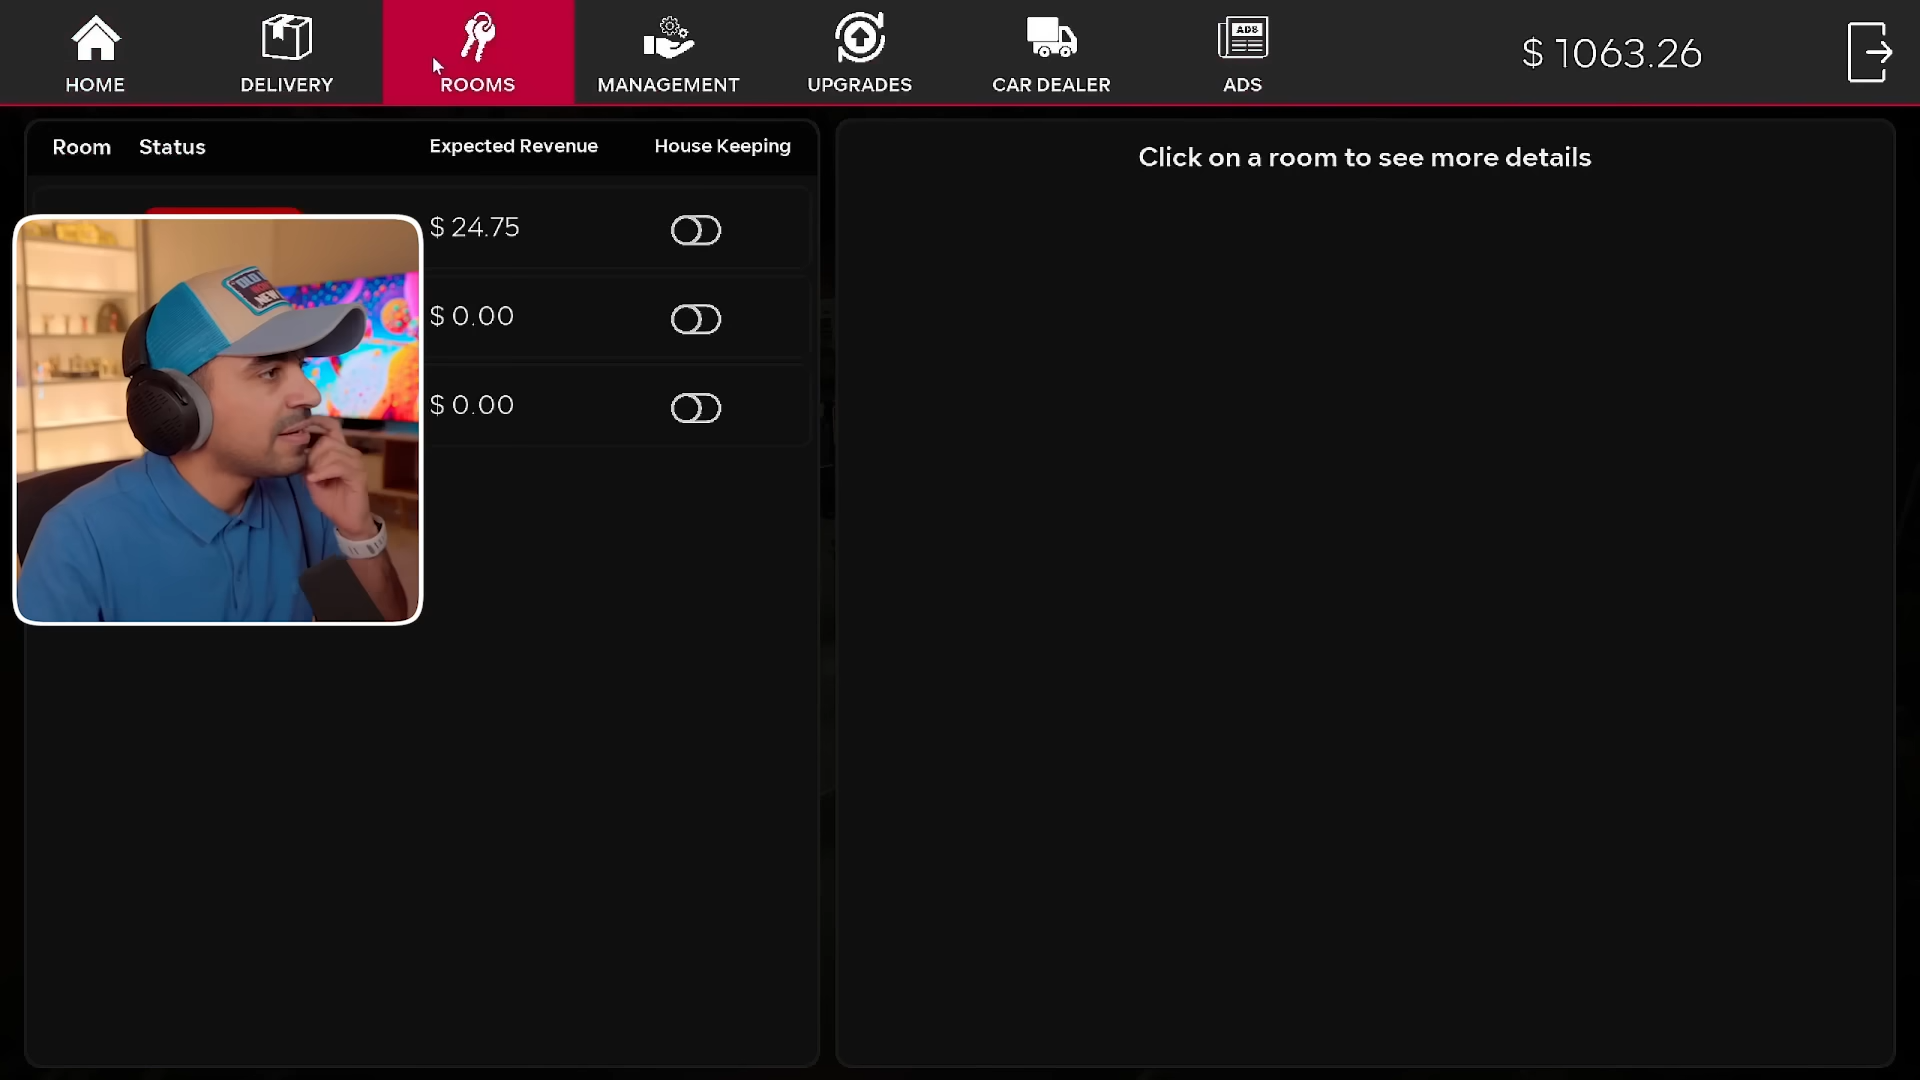 HOME
DELIVERY
ROOMS
MANAGEMENT
UPGRADES
CAR DEALER
ADS
ADS
$ 1063.26
Room Status Expected Revenue House Keeping
$ 24.75
$ 0.00
$ 0.00
Click on a room to see more details